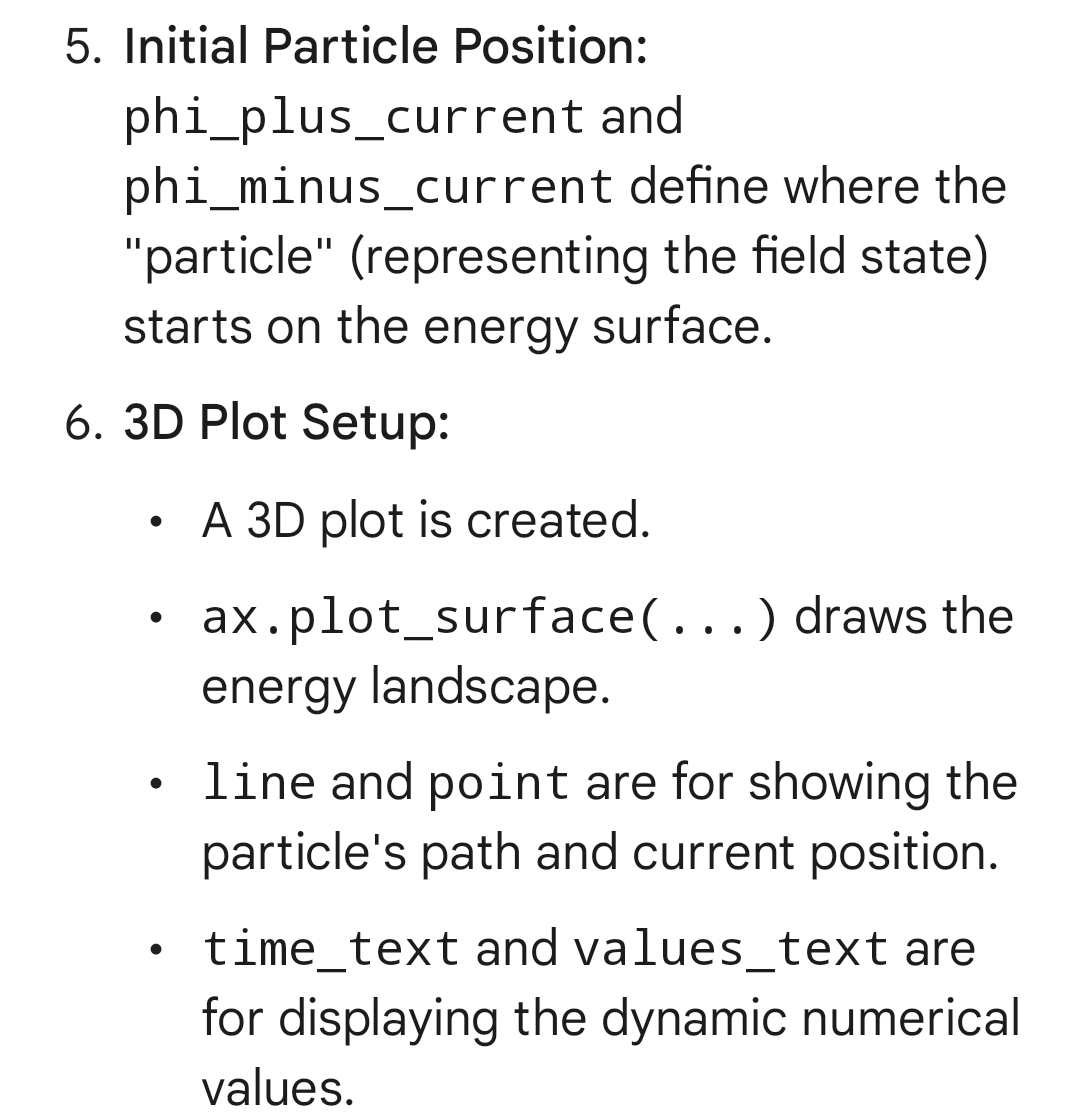 5. Initial Particle Position:
phi_plus_current and
phi_minus_current define where the
"particle" (representing the field state)
starts on the energy surface.
6. 3D Plot Setup:
• A 3D plot is created.
• ax.plot_surface(...) draws the
energy landscape.
• line and point are for showing the
particle's path and current position.
• time_text and values_text are
for displaying the dynamic numerical
values.